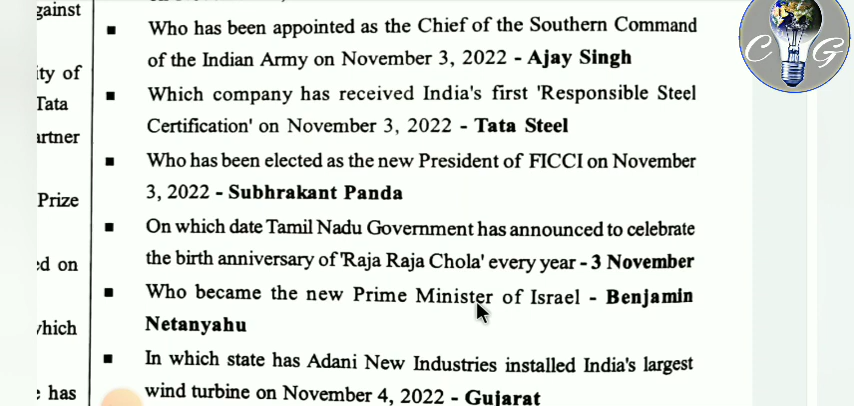 gainst
ity of
Tata
artner
Prize
ed on
which
e has
■ Who has been appointed as the Chief of the Southern Command
of the Indian Army on November 3, 2022 - Ajay Singh
■ Which company has received India's first 'Responsible Steel
Certification' on November 3, 2022 - Tata Steel
■ Who has been elected as the new President of FICCI on November
3, 2022 - Subhrakant Panda
■ On which date Tamil Nadu Government has announced to celebrate
the birth anniversary of 'Raja Raja Chola' every year - 3 November
■ Who became the new Prime Minister of Israel - Benjamin
Netanyahu
■ In which state has Adani New Industries installed India's largest
wind turbine on November 4, 2022 - Gujarat
C G